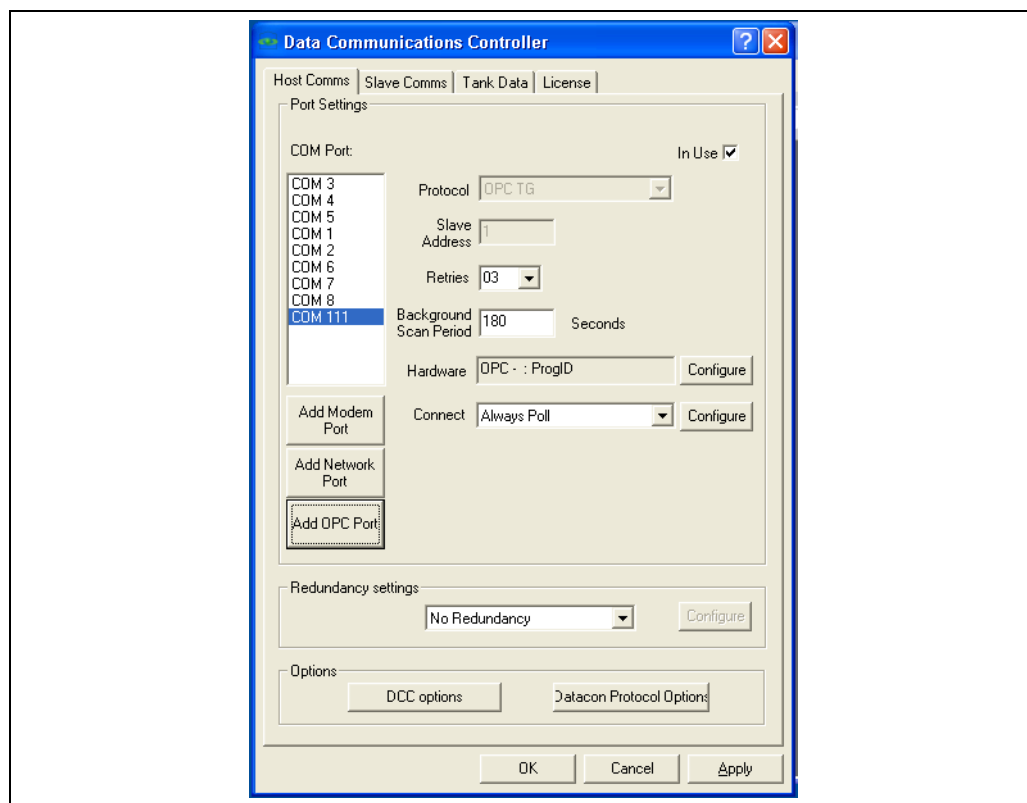 Data Communications Controller
Host Comms
Slave Comms
Tank Data
License
Port Settings
COM Port:
In Use
COM 3
COM 4
COM 5
COM 1
COM 2
COM 6
COM 7
COM 8
COM 111
Protocol
OPC TG
Slave
Address
1
Retries
03
Background
Scan Period
180
Seconds
Hardware
OPC - : ProgID
Configure
Connect
Always Poll
Configure
Add Modem
Port
Add Network
Port
Add OPC Port
Redundancy settings
No Redundancy
Configure
Options
DCC options
Datacon Protocol Options
OK
Cancel
Apply